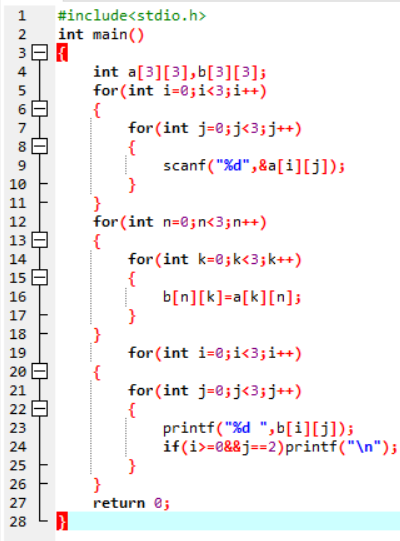 1 #include<stdio.h>
2 int main()
3 {
4 int a[3][3],b[3][3];
5 for(int i=0;i<3;i++)
6 {
7 for(int j=0;j<3;j++)
8 {
9 scanf("%d",&a[i][j]);
10 }
11 }
12 for(int n=0;n<3;n++)
13 {
14 for(int k=0;k<3;k++)
15 {
16 b[n][k]=a[k][n];
17 }
18 }
19 for(int i=0;i<3;i++)
20 {
21 for(int j=0;j<3;j++)
22 {
23 printf("%d ",b[i][j]);
24 if(i>=0&&j==2)printf("\n");
25 }
26 }
27 return 0;
28 }